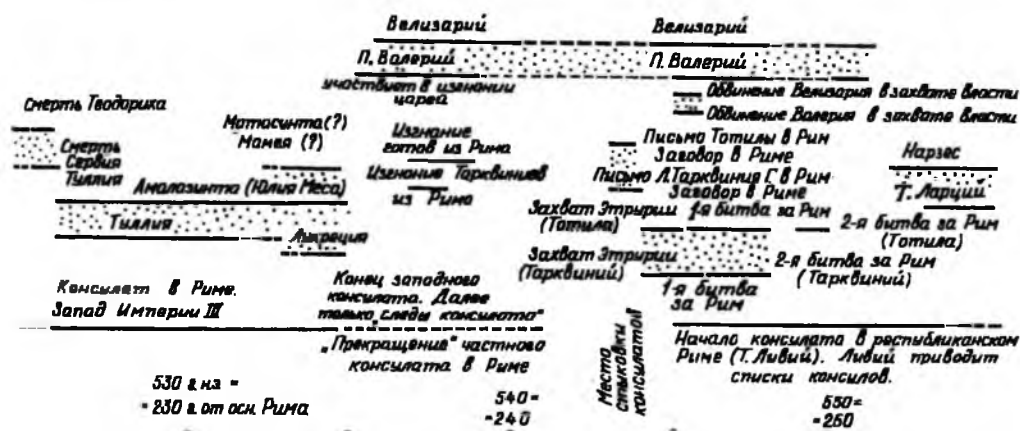 Велизарий
Велизарий
П. Валерий
П. Валерий
участвует в изгнании
царей
Обвинение Велизария в захвате власти
Обвинение Валерия в захвате власти
Смерть Теодориха
Смерть
Сервия
Туллия
Матасунта (?)
Мамея (?)
Изгнание
готов из Рима
Изгнание Тарквиниев
из Рима
Письмо Тотилы в Рим
Заговор в Риме
Письмо Л. Тарквиния Г. в Рим
Заговор в Риме
Нарзес
Т. Ларций
Амалазинта (Юлия Меса)
Туллия
Лукреция
Захват Этрурии
(Тотила)
1-я битва за Рим
2-я битва за Рим
(Тотила)
Захват Этрурии
(Тарквиний)
2-я битва за Рим
(Тарквиний)
1-я битва
за Рим
Консулат в Риме.
Запад Империи III
Конец западного
консулата. Далее
только „следы консулата“
„Прекращение“ частного
консулата в Риме
Места
стыковки
консулатов
Начало консулата в республиканском
Риме (Т. Ливий). Ливий приводит
списки консулов.
530 г. нэ =
= 230 г. от осн. Рима
540=
=240
550=
=250